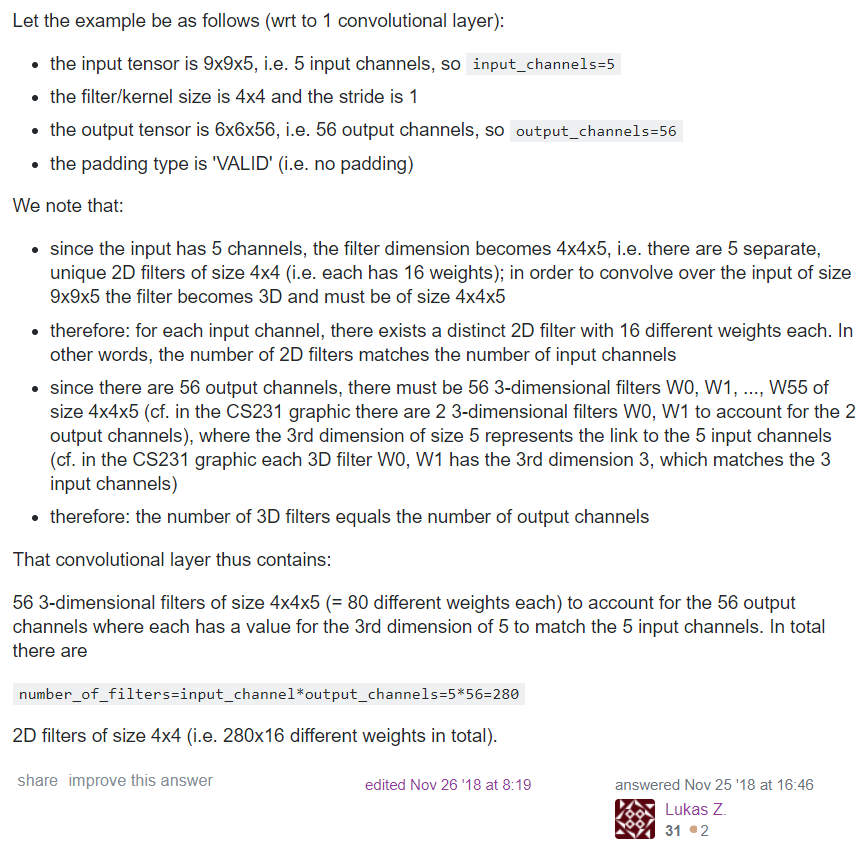 Let the example be as follows (wrt to 1 convolutional layer):
• the input tensor is 9x9x5, i.e. 5 input channels, so input_channels=5
• the filter/kernel size is 4x4 and the stride is 1
• the output tensor is 6x6x56, i.e. 56 output channels, so output_channels=56
• the padding type is 'VALID' (i.e. no padding)
We note that:
• since the input has 5 channels, the filter dimension becomes 4x4x5, i.e. there are 5 separate,
unique 2D filters of size 4x4 (i.e. each has 16 weights); in order to convolve over the input of size
9x9x5 the filter becomes 3D and must be of size 4x4x5
• therefore: for each input channel, there exists a distinct 2D filter with 16 different weights each. In
other words, the number of 2D filters matches the number of input channels
• since there are 56 output channels, there must be 56 3-dimensional filters W0, W1, ..., W55 of
size 4x4x5 (cf. in the CS231 graphic there are 2 3-dimensional filters W0, W1 to account for the 2
output channels), where the 3rd dimension of size 5 represents the link to the 5 input channels
(cf. in the CS231 graphic each 3D filter W0, W1 has the 3rd dimension 3, which matches the 3
input channels)
• therefore: the number of 3D filters equals the number of output channels
That convolutional layer thus contains:
56 3-dimensional filters of size 4x4x5 (= 80 different weights each) to account for the 56 output
channels where each has a value for the 3rd dimension of 5 to match the 5 input channels. In total
there are
number_of_filters=input_channel*output_channels=5*56=280
2D filters of size 4x4 (i.e. 280x16 different weights in total).
share improve this answer
edited Nov 26 '18 at 8:19
answered Nov 25 '18 at 16:46
Lukas Z.
31 ●2